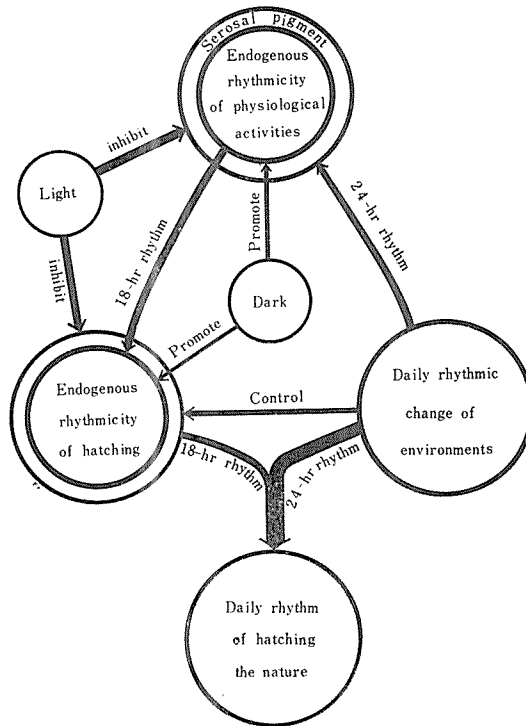 Serosal pigment
Endogenous
rhythmicity
of physiological
activities
inhibit
Light
inhibit
18-hr rhythm
Promote
24-hr rhythm
Dark
Promote
Endogenous
rhythmicity
of hatching
Control
Daily rhythmic
change of
environments
18-hr rhythm
24-hr rhythm
Daily rhythm
of hatching
the nature